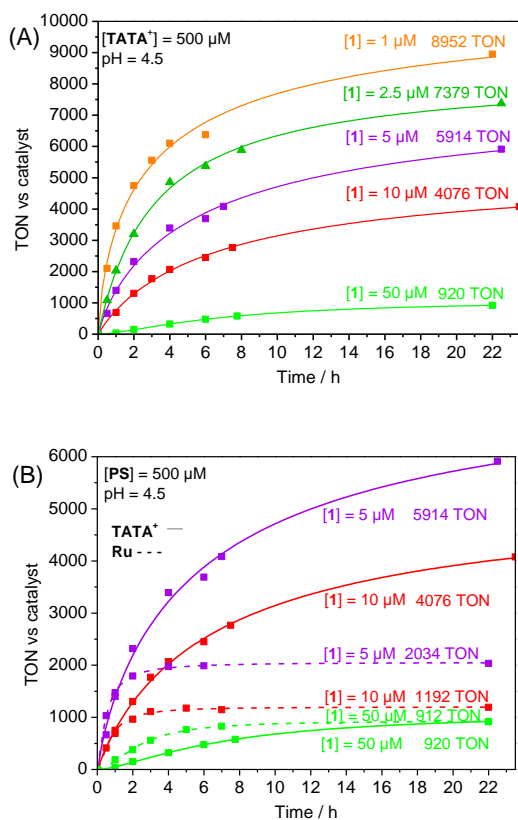 (A)
[TATA⁺] = 500 µM
pH = 4.5
[1] = 1 µM 8952 TON
[1] = 2.5 µM 7379 TON
[1] = 5 µM 5914 TON
[1] = 10 µM 4076 TON
[1] = 50 µM 920 TON
TON vs catalyst
10000
9000
8000
7000
6000
5000
4000
3000
2000
1000
0
0 2 4 6 8 10 12 14 16 18 20 22
Time / h
(B)
[PS] = 500 µM
pH = 4.5
TATA⁺ —
Ru - - -
[1] = 5 µM 5914 TON
[1] = 10 µM 4076 TON
[1] = 5 µM 2034 TON
[1] = 10 µM 1192 TON
[1] = 50 µM 912 TON
[1] = 50 µM 920 TON
TON vs catalyst
6000
5000
4000
3000
2000
1000
0
0 2 4 6 8 10 12 14 16 18 20 22
Time / h